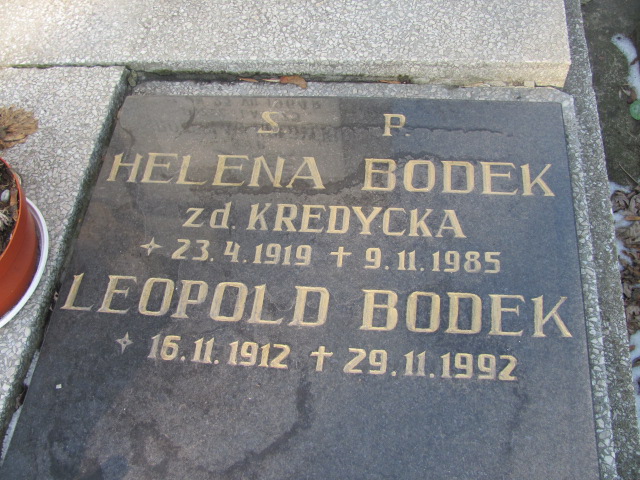 S P.
HELENA BODEK
zd. KREDYCKA
23.4.1919 ✝ 9.11.1985
LEOPOLD BODEK
16.11.1912 ✝ 29.11.1992